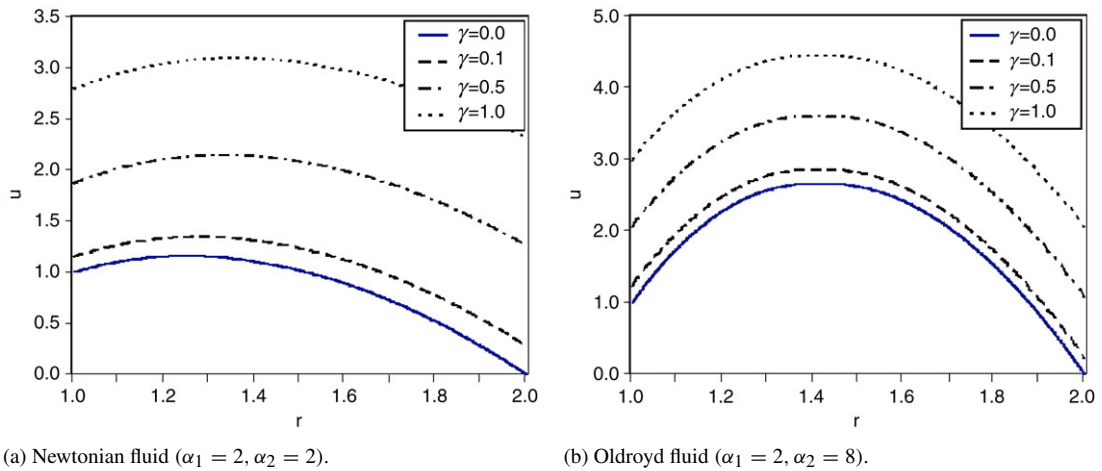 3.5
3.0
2.5
2.0
1.5
1.0
0.5
0.0
u
1.0 1.2 1.4 1.6 1.8 2.0
r
γ=0.0
γ=0.1
γ=0.5
γ=1.0
(a) Newtonian fluid (α₁ = 2, α₂ = 2).
5.0
4.0
3.0
2.0
1.0
0.0
u
1.0 1.2 1.4 1.6 1.8 2.0
r
γ=0.0
γ=0.1
γ=0.5
γ=1.0
(b) Oldroyd fluid (α₁ = 2, α₂ = 8).